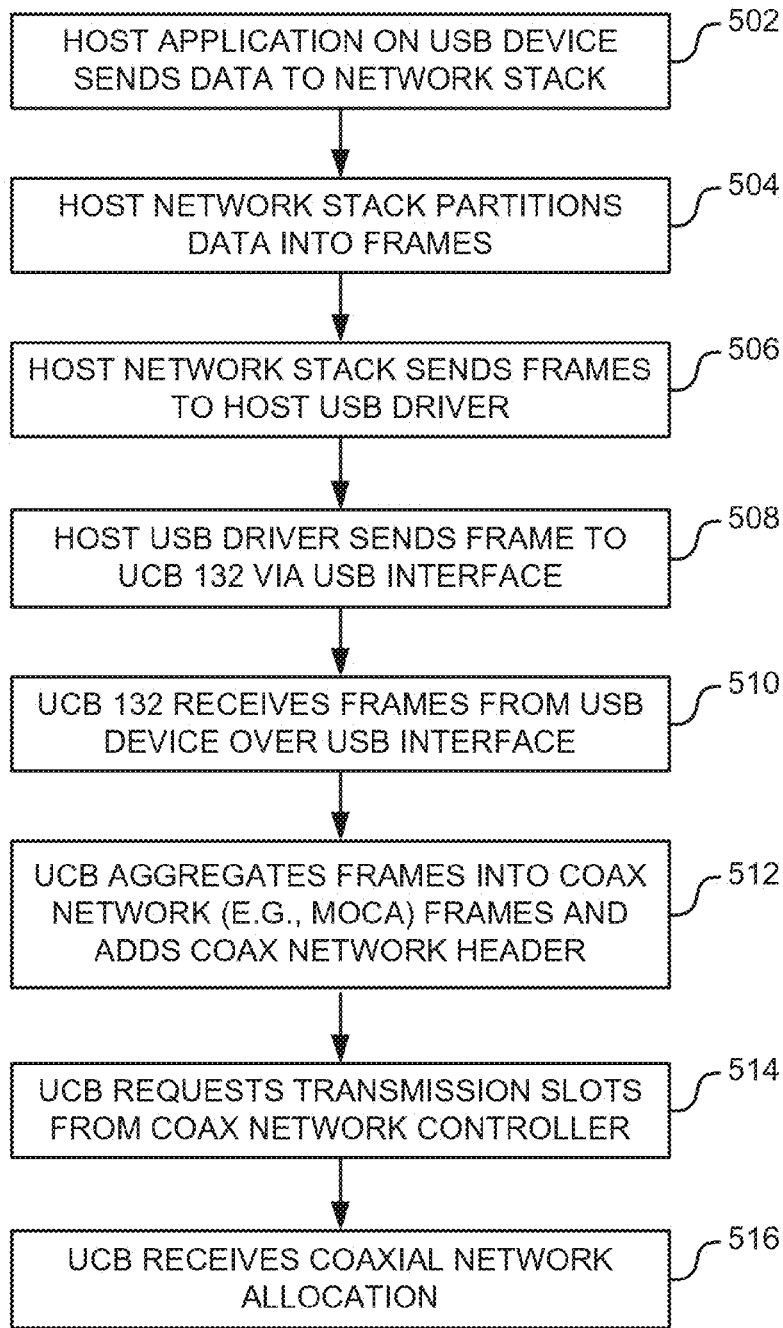 HOST APPLICATION ON USB DEVICE
SENDS DATA TO NETWORK STACK
502
HOST NETWORK STACK PARTITIONS
DATA INTO FRAMES
504
HOST NETWORK STACK SENDS FRAMES
TO HOST USB DRIVER
506
HOST USB DRIVER SENDS FRAME TO
UCB 132 VIA USB INTERFACE
508
UCB 132 RECEIVES FRAMES FROM USB
DEVICE OVER USB INTERFACE
510
UCB AGGREGATES FRAMES INTO COAX
NETWORK (E.G., MOCA) FRAMES AND
ADDS COAX NETWORK HEADER
512
UCB REQUESTS TRANSMISSION SLOTS
FROM COAX NETWORK CONTROLLER
514
UCB RECEIVES COAXIAL NETWORK
ALLOCATION
516